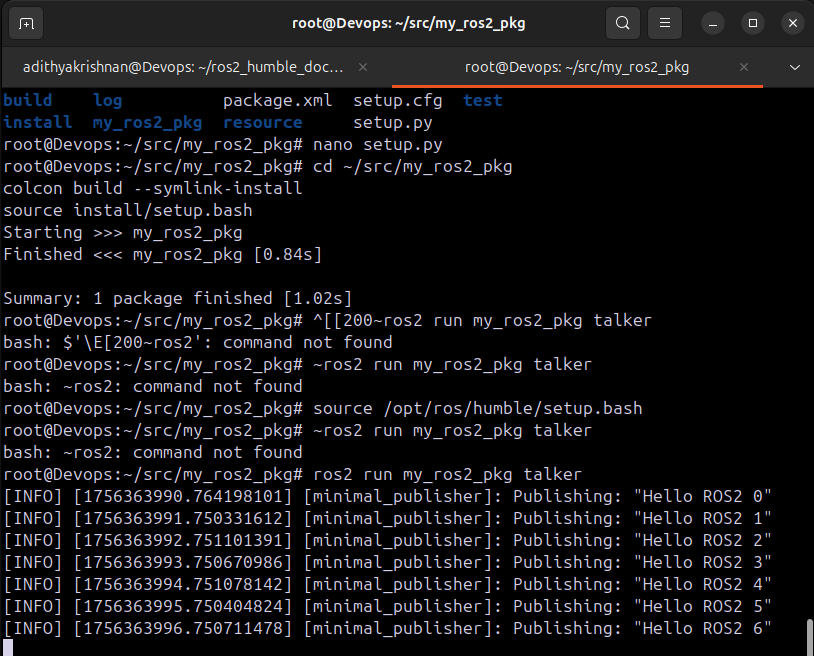 root@Devops: ~/src/my_ros2_pkg
adithyakrishnan@Devops: ~/ros2_humble_doc... root@Devops: ~/src/my_ros2_pkg
build log package.xml setup.cfg test
install my_ros2_pkg resource setup.py
root@Devops:~/src/my_ros2_pkg# nano setup.py
root@Devops:~/src/my_ros2_pkg# cd ~/src/my_ros2_pkg
colcon build --symlink-install
source install/setup.bash
Starting >>> my_ros2_pkg
Finished <<< my_ros2_pkg [0.84s]

Summary: 1 package finished [1.02s]
root@Devops:~/src/my_ros2_pkg# ^[[200~ros2 run my_ros2_pkg talker
bash: $'\E[200~ros2': command not found
root@Devops:~/src/my_ros2_pkg# ~ros2 run my_ros2_pkg talker
bash: ~ros2: command not found
root@Devops:~/src/my_ros2_pkg# source /opt/ros/humble/setup.bash
root@Devops:~/src/my_ros2_pkg# ~ros2 run my_ros2_pkg talker
bash: ~ros2: command not found
root@Devops:~/src/my_ros2_pkg# ros2 run my_ros2_pkg talker
[INFO] [1756363990.764198101] [minimal_publisher]: Publishing: "Hello ROS2 0"
[INFO] [1756363991.750331612] [minimal_publisher]: Publishing: "Hello ROS2 1"
[INFO] [1756363992.751101391] [minimal_publisher]: Publishing: "Hello ROS2 2"
[INFO] [1756363993.750670986] [minimal_publisher]: Publishing: "Hello ROS2 3"
[INFO] [1756363994.751078142] [minimal_publisher]: Publishing: "Hello ROS2 4"
[INFO] [1756363995.750404824] [minimal_publisher]: Publishing: "Hello ROS2 5"
[INFO] [1756363996.750711478] [minimal_publisher]: Publishing: "Hello ROS2 6"